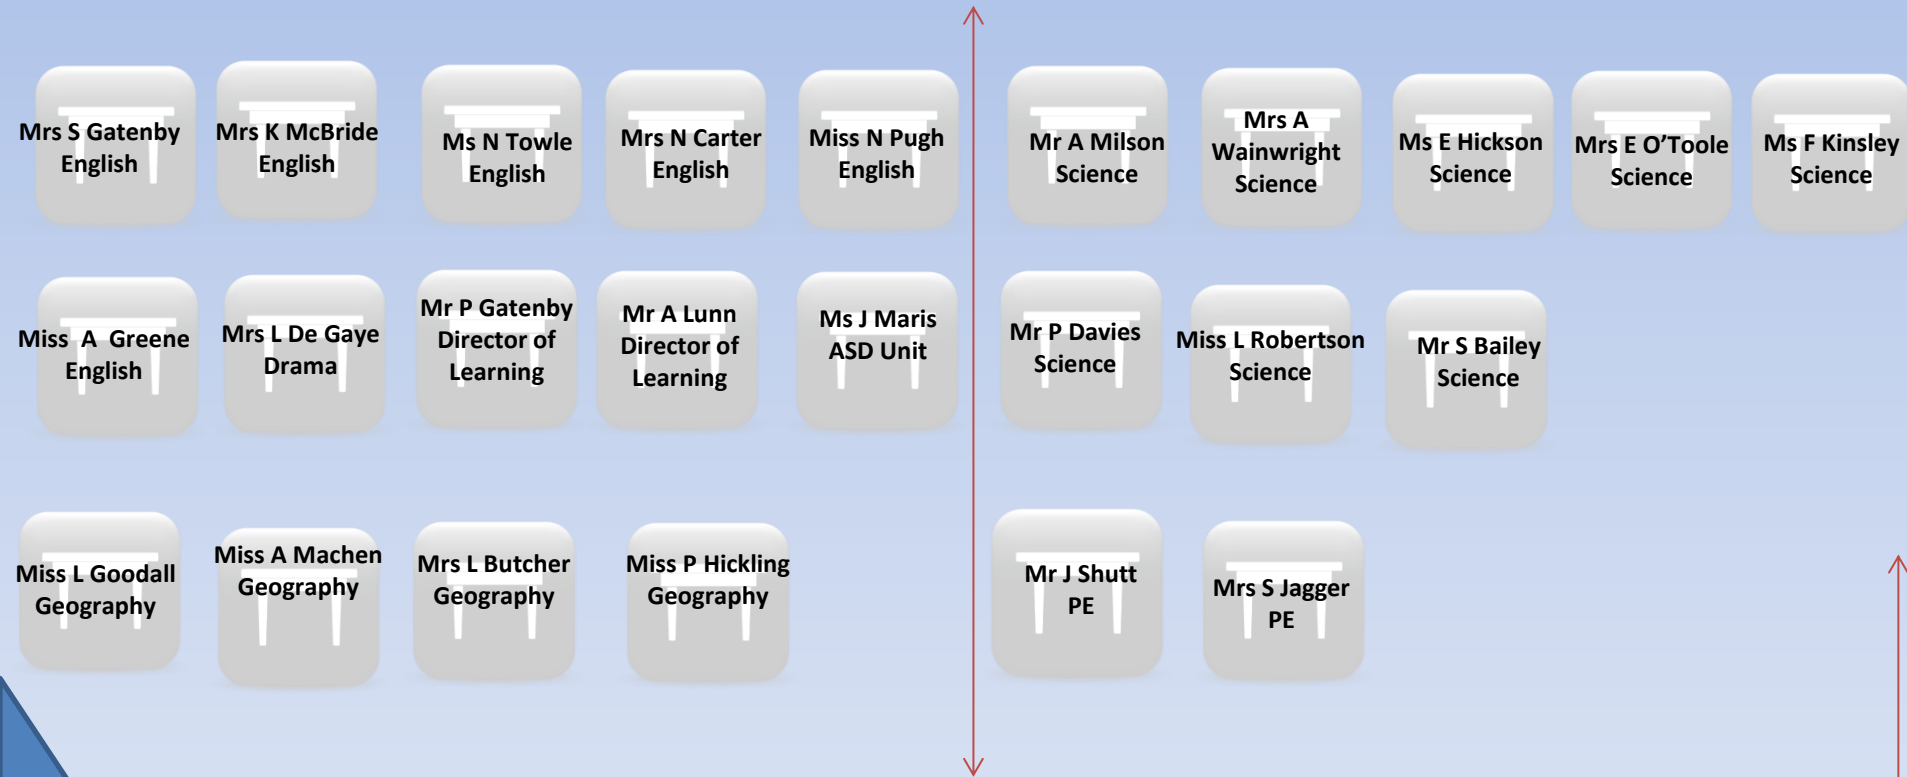 Mrs S Gatenby
English
Mrs K McBride
English
Ms N Towle
English
Mrs N Carter
English
Miss N Pugh
English
Mr A Milson
Science
Mrs A
Wainwright
Science
Ms E Hickson
Science
Mrs E O’Toole
Science
Ms F Kinsley
Science
Miss A Greene
English
Mrs L De Gaye
Drama
Mr P Gatenby
Director of
Learning
Mr A Lunn
Director of
Learning
Ms J Maris
ASD Unit
Mr P Davies
Science
Miss L Robertson
Science
Mr S Bailey
Science
Miss L Goodall
Geography
Miss A Machen
Geography
Mrs L Butcher
Geography
Miss P Hickling
Geography
Mr J Shutt
PE
Mrs S Jagger
PE